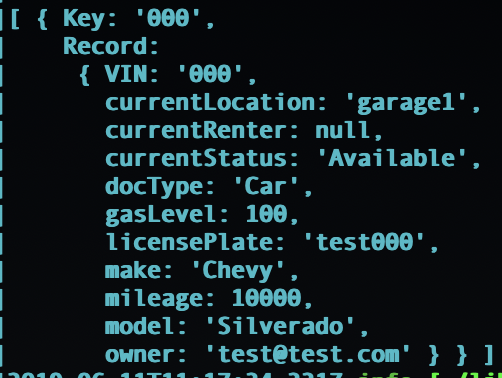 [ { Key: '000',
Record:
{ VIN: '000',
currentLocation: 'garage1',
currentRenter: null,
currentStatus: 'Available',
docType: 'Car',
gasLevel: 100,
licensePlate: 'test000',
make: 'Chevy',
mileage: 10000,
model: 'Silverado',
owner: 'test@test.com' } } ]